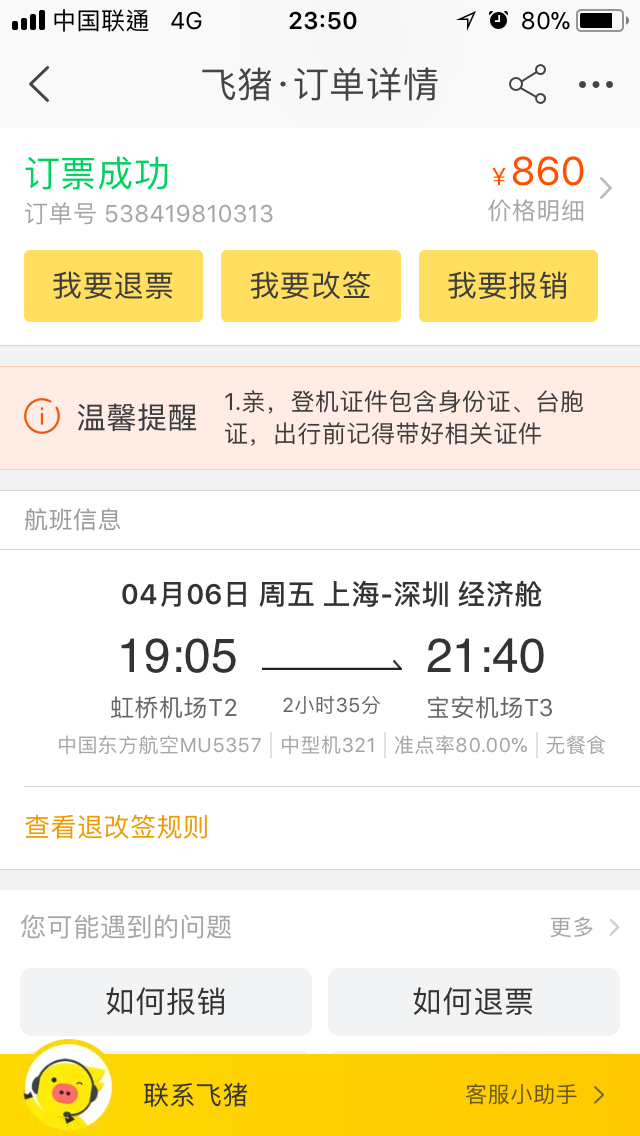 中国联通 4G 23:50 80%
飞猪·订单详情
订票成功
¥860
订单号 538419810313
价格明细
我要退票 我要改签 我要报销
温馨提醒
1.亲，登机证件包含身份证、台胞
证，出行前记得带好相关证件
航班信息
04月06日 周五 上海-深圳 经济舱
19:05 21:40
虹桥机场T2 2小时35分 宝安机场T3
中国东方航空MU5357 | 中型机321 | 准点率80.00% | 无餐食
查看退改签规则
您可能遇到的问题 更多
如何报销 如何退票
联系飞猪 客服小助手